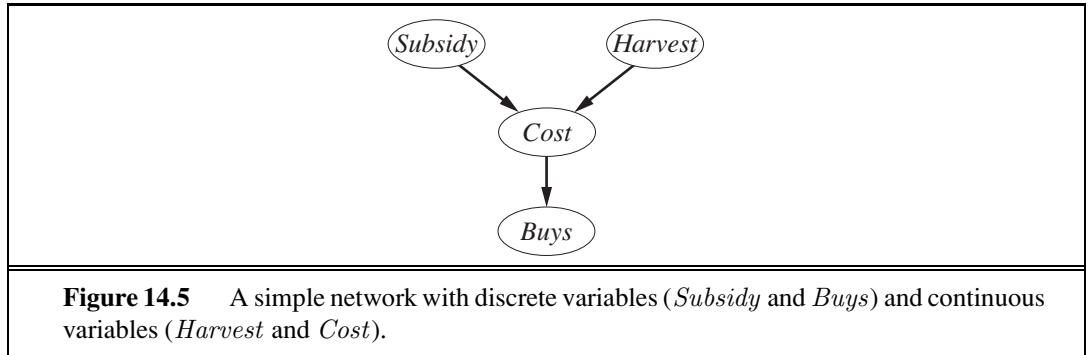 Subsidy Harvest
Cost
Buys
Figure 14.5 A simple network with discrete variables (Subsidy and Buys) and continuous
variables (Harvest and Cost).